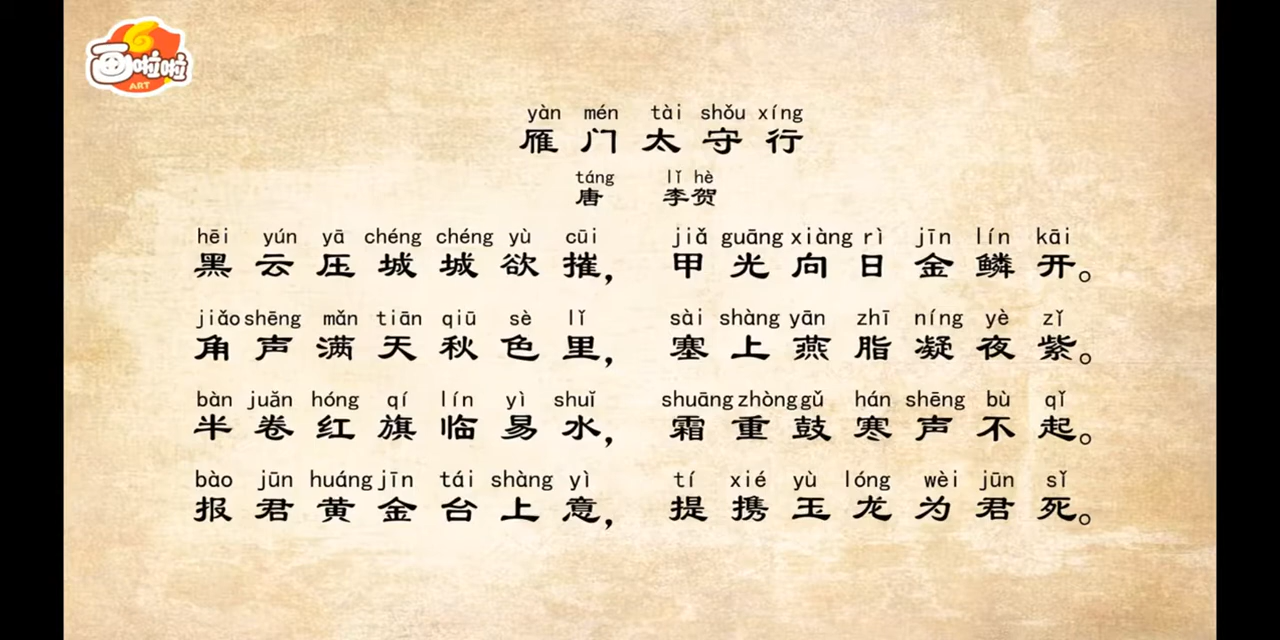 画啦啦
ART
yàn mén tài shǒu xíng
雁门太守行
táng lǐ hè
唐 李贺
hēi yún yā chéng chéng yù cūi jiǎ guāng xiàng rì jīn lín kāi
黑云压城城欲摧，甲光向日金鳞开。
jiǎo shēng mǎn tiān qiū sè lǐ sài shàng yān zhī níng yè zǐ
角声满天秋色里，塞上燕脂凝夜紫。
bàn juǎn hóng qí lín yì shuǐ shuāng zhòng gǔ hán shēng bù qǐ
半卷红旗临易水，霜重鼓寒声不起。
bào jūn huáng jīn tái shàng yì tí xié yù lóng wèi jūn sǐ
报君黄金台上意，提携玉龙为君死。